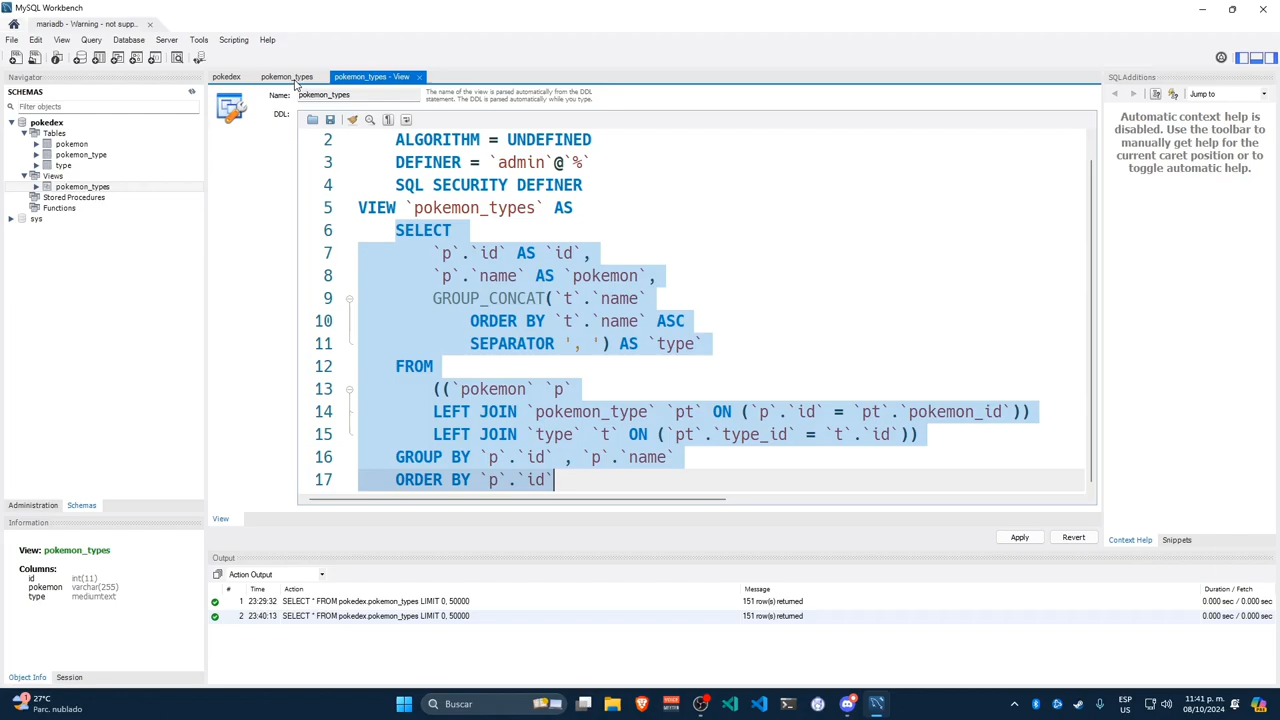 MySQL Workbench
mariadb - Warning - not supp...
File Edit View Query Database Server Tools Scripting Help
Navigator
SCHEMAS
Filter objects
pokedex
Tables
pokemon
pokemon_type
type
Views
pokemon_types
Stored Procedures
Functions
sys
Administration Schemas
Information
View: pokemon_types
Columns:
id int(11)
pokemon varchar(255)
type mediumtext
Object Info Session
pokedex pokemon_types pokemon_types - View
Name: pokemon_types
The name of the view is parsed automatically from the DDL
statement. The DDL is parsed automatically while you type.
DDL:
2 ALGORITHM = UNDEFINED
3 DEFINER = `admin`@`%`
4 SQL SECURITY DEFINER
5 VIEW `pokemon_types` AS
6 SELECT
7 `p`.`id` AS `id`,
8 `p`.`name` AS `pokemon`,
9 GROUP_CONCAT(`t`.`name`
10 ORDER BY `t`.`name` ASC
11 SEPARATOR ', ') AS `type`
12 FROM
13 ((`pokemon` `p`
14 LEFT JOIN `pokemon_type` `pt` ON (`p`.`id` = `pt`.`pokemon_id`))
15 LEFT JOIN `type` `t` ON (`pt`.`type_id` = `t`.`id`))
16 GROUP BY `p`.`id` , `p`.`name`
17 ORDER BY `p`.`id`
View
Apply Revert
Output
Action Output
# Time Action Message Duration / Fetch
1 23:29:32 SELECT * FROM pokedex.pokemon_types LIMIT 0, 50000 151 row(s) returned 0.000 sec / 0.000 sec
2 23:40:13 SELECT * FROM pokedex.pokemon_types LIMIT 0, 50000 151 row(s) returned 0.000 sec / 0.000 sec
SQLAdditions
Jump to
Automatic context help is
disabled. Use the toolbar to
manually get help for the
current caret position or to
toggle automatic help.
Context Help Snippets
1
27°C
Parc. nublado
Buscar
ESP
US
11:41 p. m.
08/10/2024